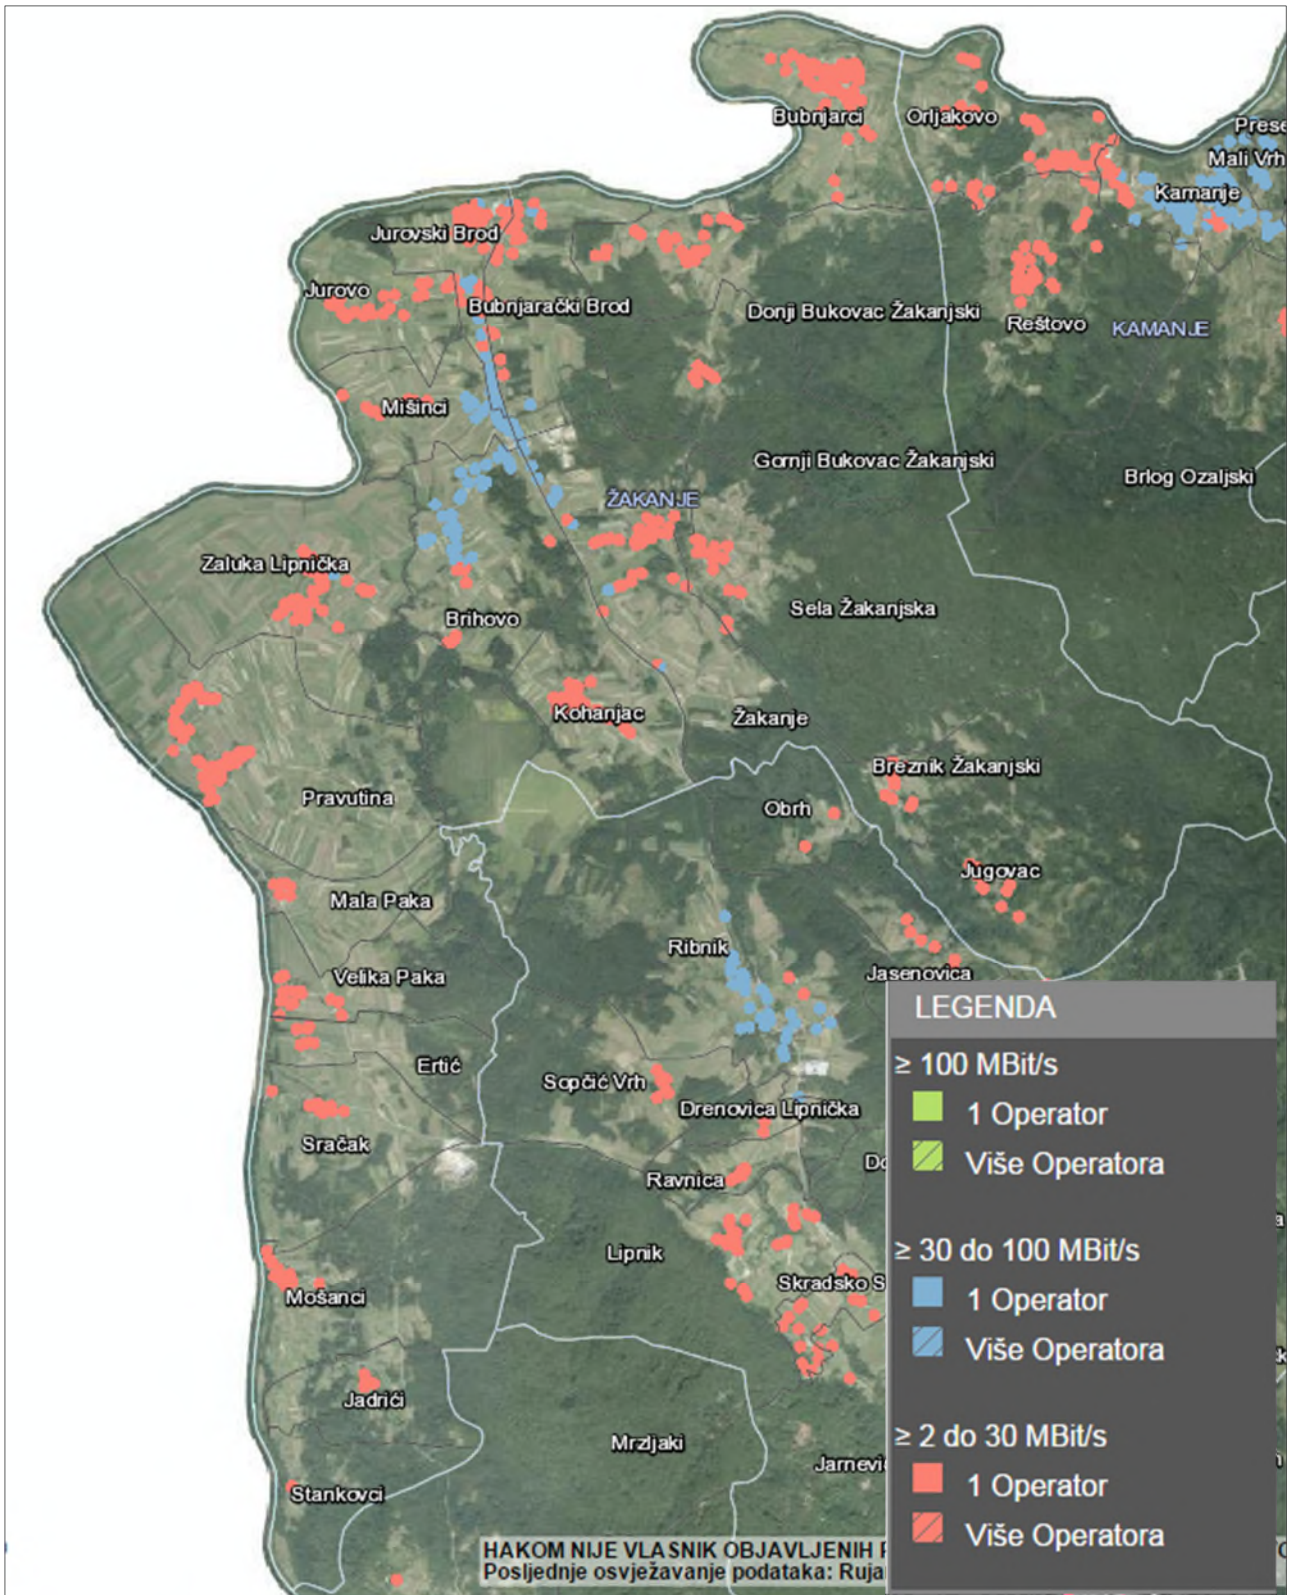 Bubnjarci
Orljakovo
Mali Vrh
Kamanje
Jurovski Brod
Jurovo
Bubnjarački Brod
Donji Bukovac Žakanjski
Reštovo
KAMANJE
Mišinci
Gornji Bukovac Žakanjski
Brlog Ozaljski
ŽAKANJE
Zaluka Lipnička
Brihovo
Sela Žakanjska
Kohanjac
Žakanje
Breznik Žakanjski
Pravutina
Obrh
Jugovac
Mala Paka
Ribnik
Velika Paka
Jasenovica
Ertić
Sopčić Vrh
Drenovica Lipnička
Sračak
Ravnica
Lipnik
Skradsko S
Mošanci
Jadrići
Mrzljaki
Jarnevi
Stankovci
LEGENDA
≥ 100 MBit/s
1 Operator
Više Operatora
≥ 30 do 100 MBit/s
1 Operator
Više Operatora
≥ 2 do 30 MBit/s
1 Operator
Više Operatora
HAKOM NIJE VLASNIK OBJAVLJENIH
Posljednje osvježavanje podataka: Ruja